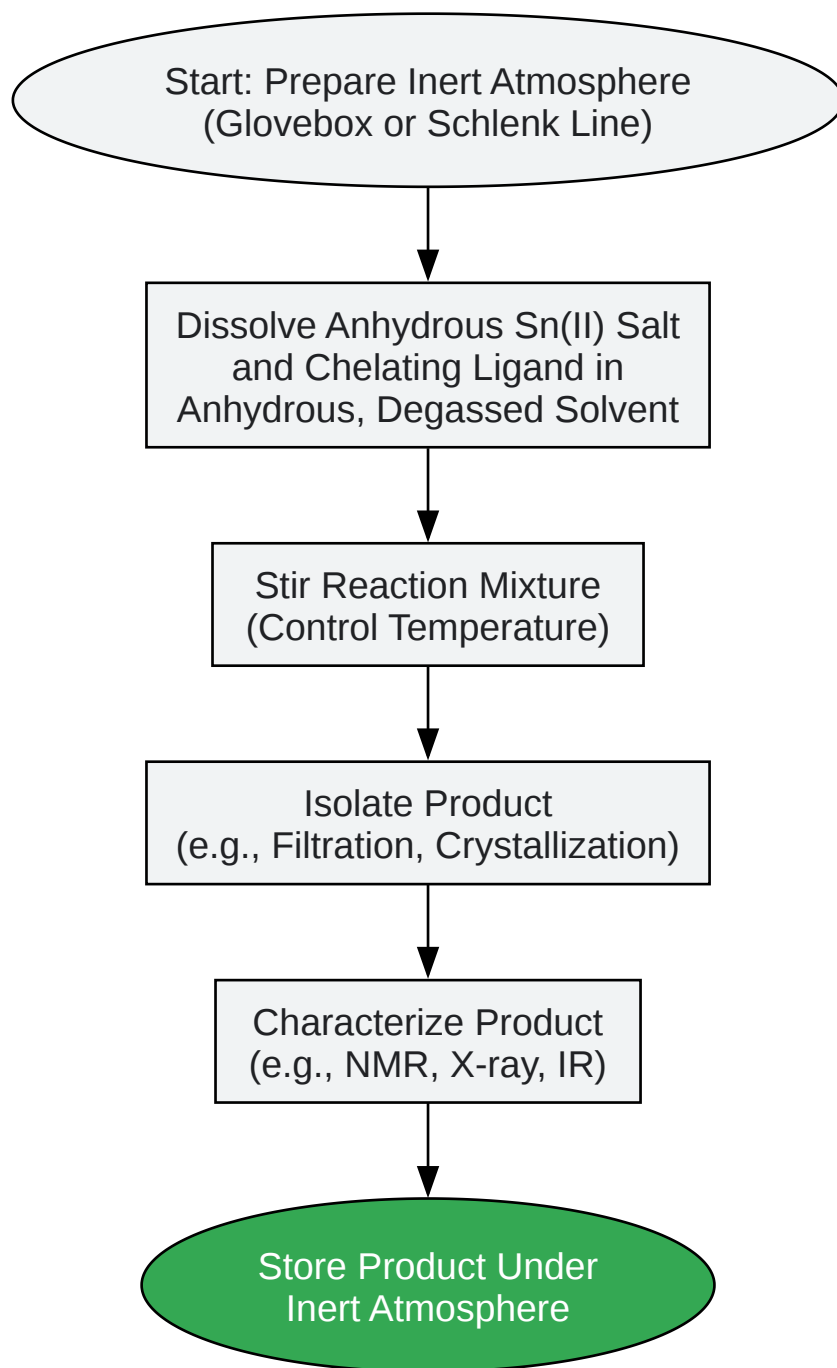 Start: Prepare Inert Atmosphere
(Glovebox or Schlenk Line)
Dissolve Anhydrous Sn(II) Salt
and Chelating Ligand in
Anhydrous, Degassed Solvent
Stir Reaction Mixture
(Control Temperature)
Isolate Product
(e.g., Filtration, Crystallization)
Characterize Product
(e.g., NMR, X-ray, IR)
Store Product Under
Inert Atmosphere